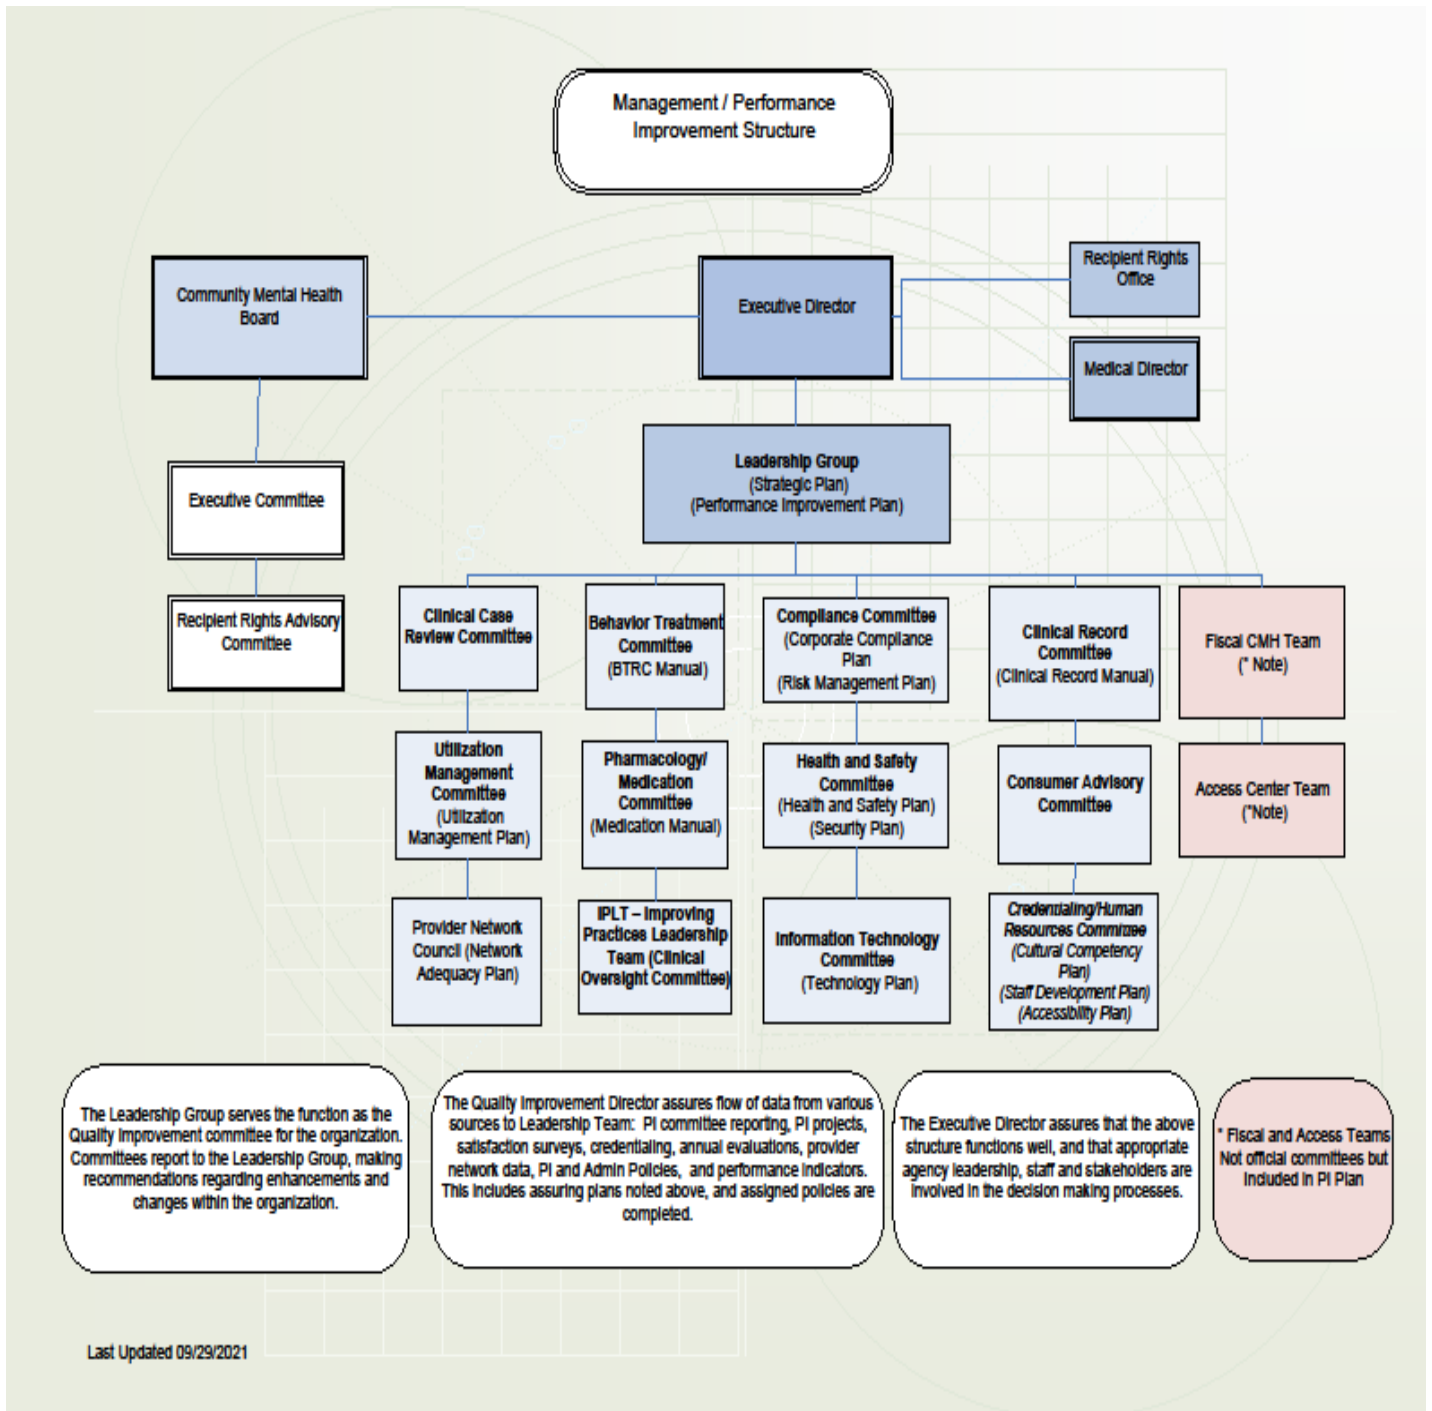 Management / Performance
Improvement Structure
Community Mental Health
Board
Executive Director
Recipient Rights
Office
Medical Director
Leadership Group
(Strategic Plan)
(Performance Improvement Plan)
Executive Committee
Recipient Rights Advisory
Committee
Clinical Case
Review Committee
Behavior Treatment
Committee
(BTRC Manual)
Compliance Committee
(Corporate Compliance
Plan
(Risk Management Plan)
Clinical Record
Committee
(Clinical Record Manual)
Fiscal CMH Team
(* Note)
Utilization
Management
Committee
(Utilization
Management Plan)
Pharmacology/
Medication
Committee
(Medication Manual)
Health and Safety
Committee
(Health and Safety Plan)
(Security Plan)
Consumer Advisory
Committee
Access Center Team
(*Note)
Provider Network
Council (Network
Adequacy Plan)
IPLT – Improving
Practices Leadership
Team (Clinical
Oversight Committee)
Information Technology
Committee
(Technology Plan)
Credentialing/Human
Resources Committee
(Cultural Competency
Plan)
(Staff Development Plan)
(Accessibility Plan)
The Leadership Group serves the function as the
Quality Improvement committee for the organization.
Committees report to the Leadership Group, making
recommendations regarding enhancements and
changes within the organization.
The Quality Improvement Director assures flow of data from various
sources to Leadership Team:  PI committee reporting, PI projects,
satisfaction surveys, credentialing, annual evaluations, provider
network data, PI and Admin Policies,  and performance indicators.
This includes assuring plans noted above, and assigned policies are
completed.
The Executive Director assures that the above
structure functions well, and that appropriate
agency leadership, staff and stakeholders are
involved in the decision making processes.
* Fiscal and Access Teams
Not official committees but
included in PI Plan
Last Updated 09/29/2021